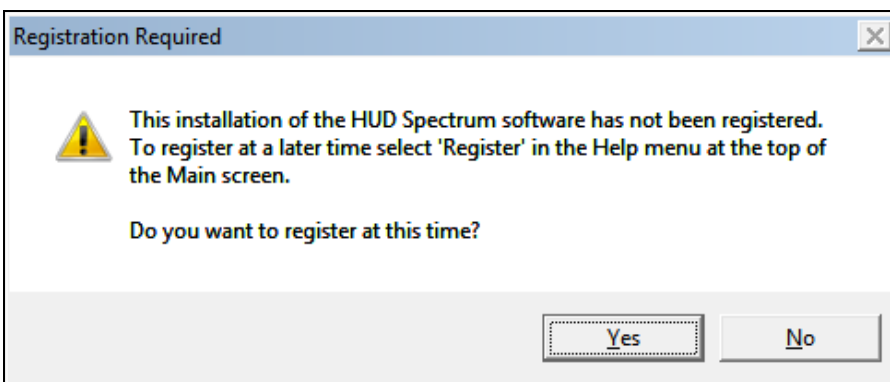 Registration Required
This installation of the HUD Spectrum software has not been registered.
To register at a later time select 'Register' in the Help menu at the top of
the Main screen.
Do you want to register at this time?
Yes
No